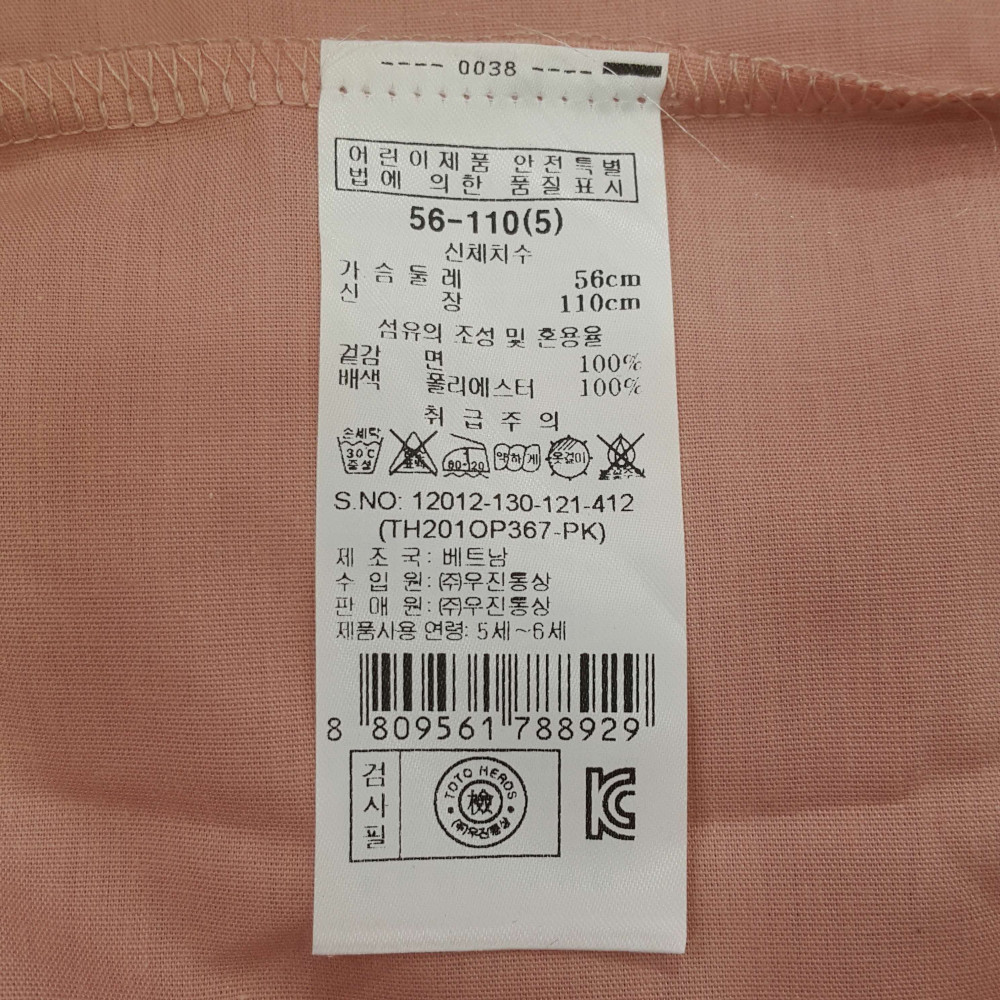 ---- 0038 ----
어린이제품 안전특별
법에 의한 품질표시
56-110(5)
신체치수
가슴둘레 56cm
신장 110cm
섬유의 조성 및 혼용율
겉감 면 100%
배색 폴리에스터 100%
취급주의
손세탁 30℃ 중성 약하게 옷걸이
S.NO: 12012-130-121-412
(TH201OP367-PK)
제조국: 베트남
수입원: ㈜우진통상
판매원: ㈜우진통상
제품사용 연령: 5세~6세
8 809561 788929
검사필
TOTO HEROS
檢
㈜우진통상
KC